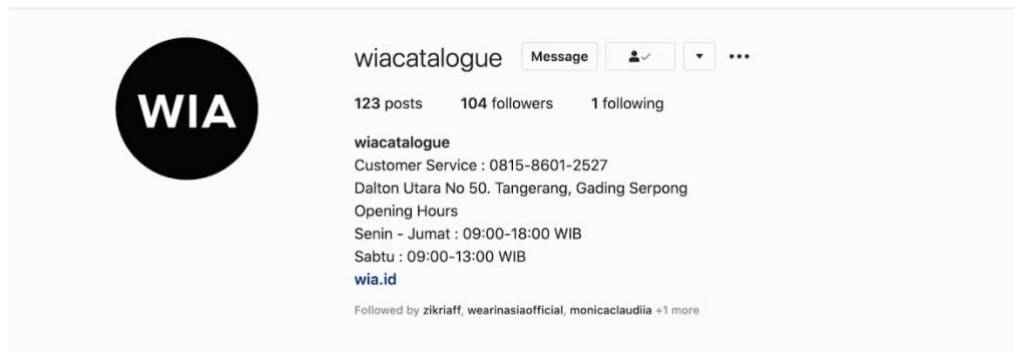 WIA
wiacatalogue Message
123 posts 104 followers 1 following
wiacatalogue
Customer Service : 0815-8601-2527
Dalton Utara No 50. Tangerang, Gading Serpong
Opening Hours
Senin - Jumat : 09:00-18:00 WIB
Sabtu : 09:00-13:00 WIB
wia.id
Followed by zikriaff, wearinasiaofficial, monicaclaudiia +1 more